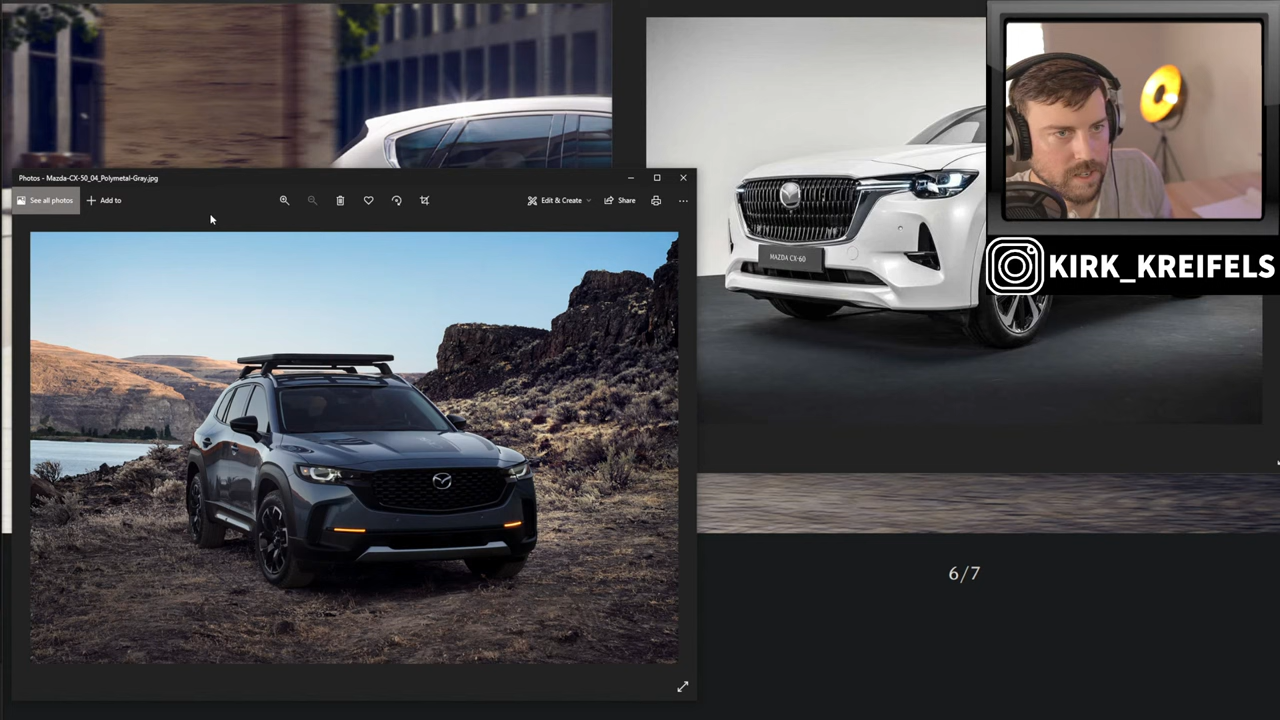 Photos - Mazda-CX-50_04_Polymetal-Gray.jpg
See all photos
Add to
Edit & Create
Share
MAZDA CX-60
KIRK_KREIFELS
6/7